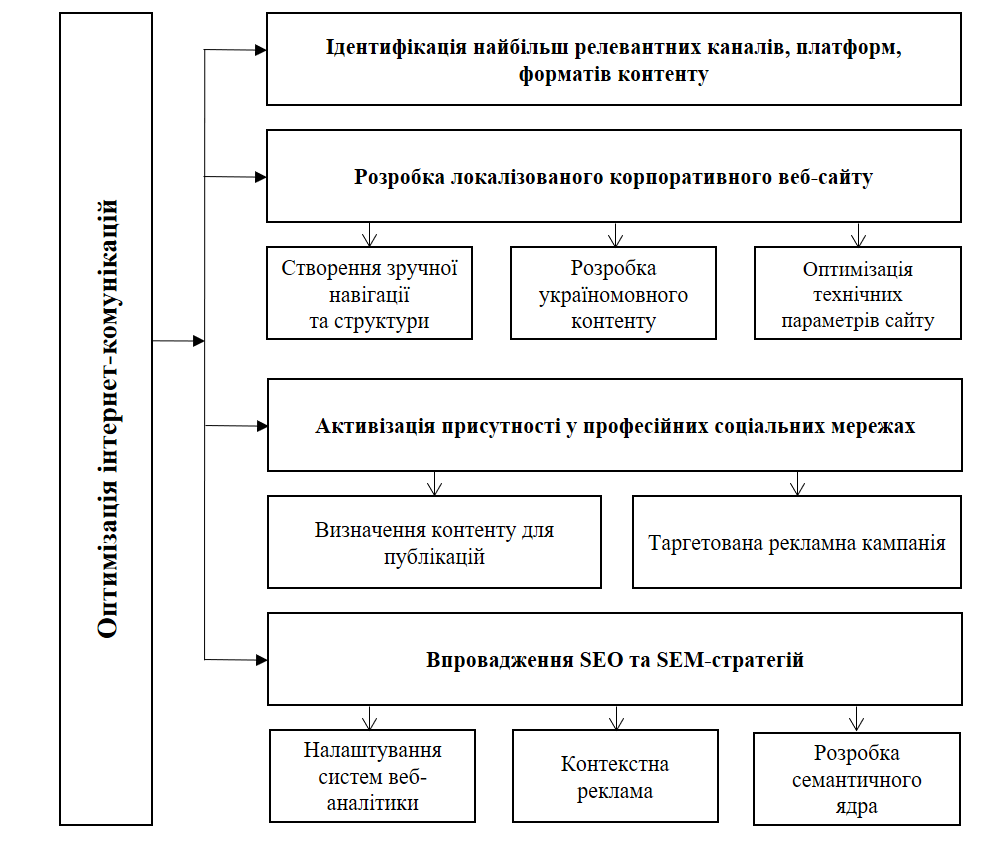 Оптимізація інтернет-комунікацій
Ідентифікація найбільш релевантних каналів, платформ,
форматів контенту
Розробка локалізованого корпоративного веб-сайту
Створення зручної
навігації
та структури
Розробка
україномовного
контенту
Оптимізація
технічних
параметрів сайту
Активізація присутності у професійних соціальних мережах
Визначення контенту для
публікацій
Таргетована рекламна кампанія
Впровадження SEO та SEM-стратегій
Налаштування
систем веб-
аналітики
Контекстна
реклама
Розробка
семантичного
ядра